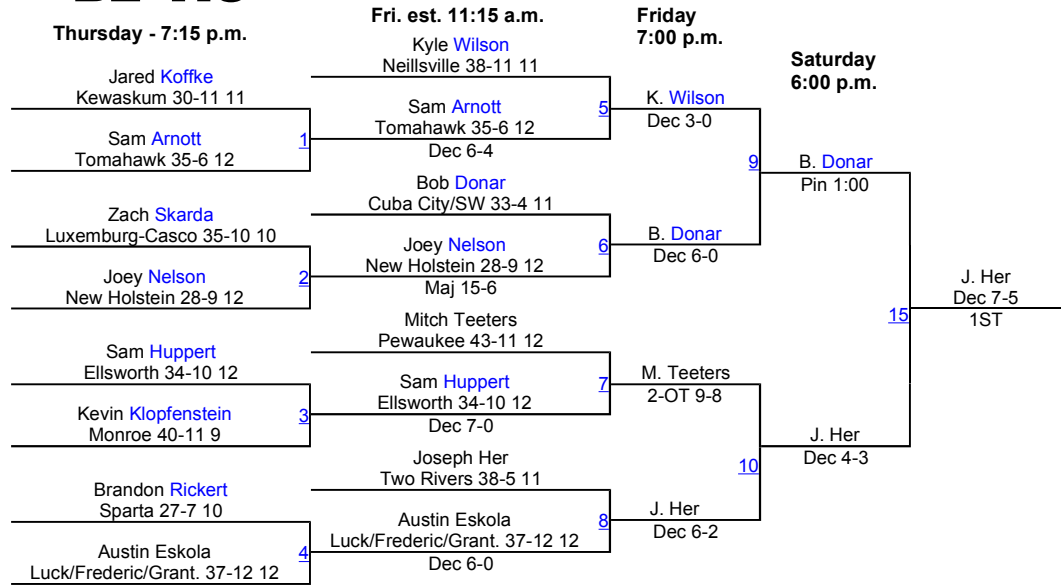 Thursday - 7:15 p.m.
Jared Koffke
Kewaskum 30-11 11
Sam Arnott
Tomahawk 35-6 12
1
Zach Skarda
Luxemburg-Casco 35-10 10
Joey Nelson
New Holstein 28-9 12
2
Sam Huppert
Ellsworth 34-10 12
Kevin Klopfenstein
Monroe 40-11 9
3
Brandon Rickert
Sparta 27-7 10
Austin Eskola
Luck/Frederic/Grant. 37-12 12
4
Fri. est. 11:15 a.m.
Kyle Wilson
Neillsville 38-11 11
Sam Arnott
Tomahawk 35-6 12
Dec 6-4
5
Bob Donar
Cuba City/SW 33-4 11
Joey Nelson
New Holstein 28-9 12
Maj 15-6
6
Mitch Teeters
Pewaukee 43-11 12
Sam Huppert
Ellsworth 34-10 12
Dec 7-0
7
Joseph Her
Two Rivers 38-5 11
Austin Eskola
Luck/Frederic/Grant. 37-12 12
Dec 6-0
8
Friday
7:00 p.m.
K. Wilson
Dec 3-0
B. Donar
Dec 6-0
9
M. Teeters
2-OT 9-8
J. Her
Dec 6-2
10
Saturday
6:00 p.m.
B. Donar
Pin 1:00
J. Her
Dec 4-3
15
J. Her
Dec 7-5
1ST